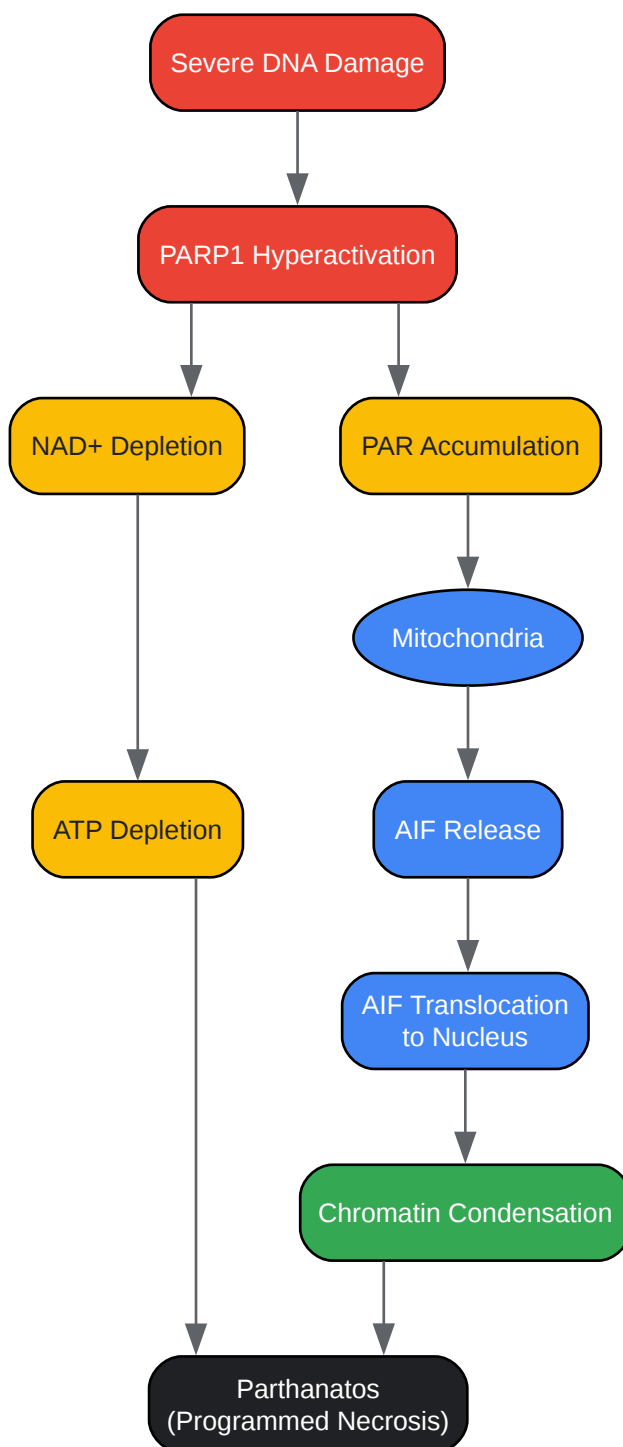 Severe DNA Damage
PARP1 Hyperactivation
NAD+ Depletion
PAR Accumulation
Mitochondria
ATP Depletion
AIF Release
AIF Translocation
to Nucleus
Chromatin Condensation
Parthanatos
(Programmed Necrosis)